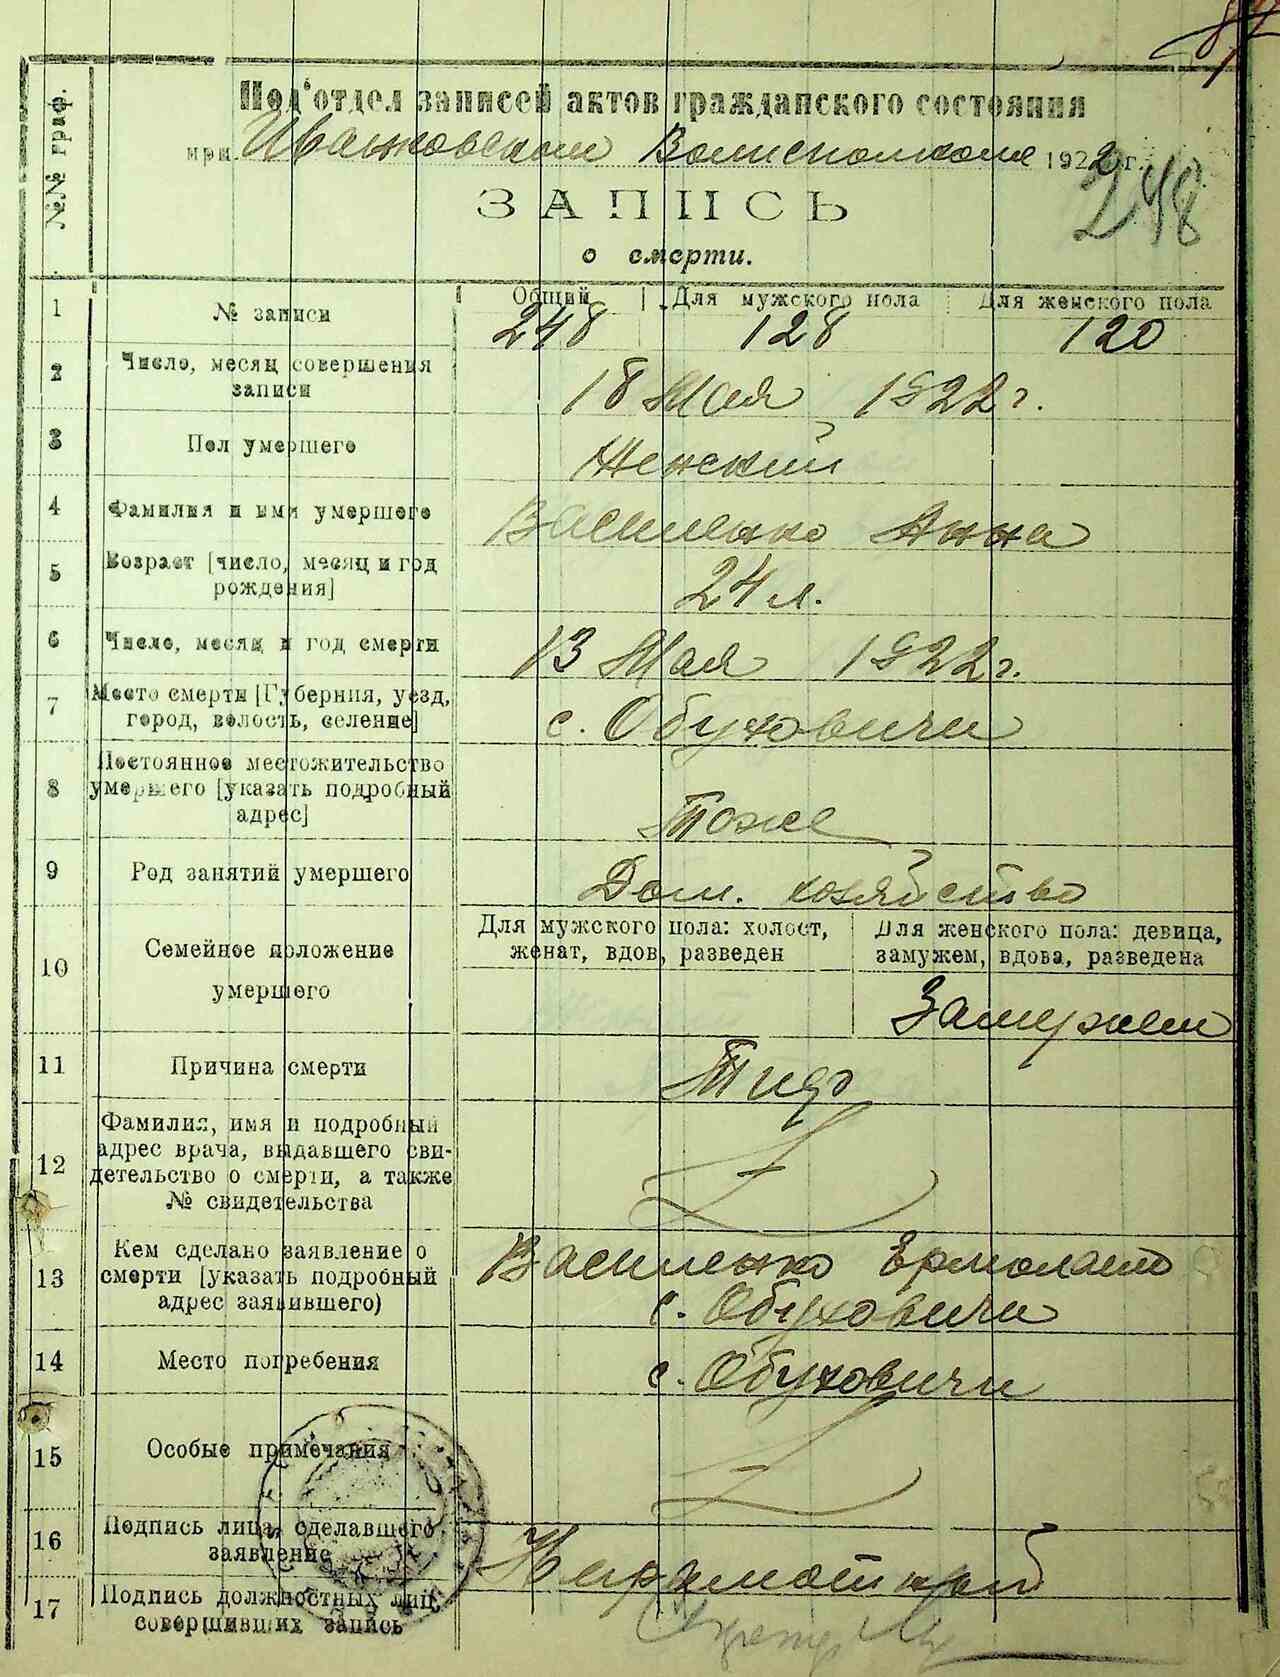 Под'отдел записей актов гражданского состояния
при Иванковском Волисполкоме 1922 г.
248
ЗАПИСЬ
о смерти.
№№ граф.
Общий Для мужского пола Для женского пола
1 № записи 248 128 120
2 Число, месяц совершения
записи 18 Мая 1922 г.
3 Пол умершего Женский
4 Фамилия и имя умершего Василенко Анна
5 Возраст [число, месяц и год
рождения] 24 л.
6 Число, месяц и год смерти 13 Мая 1922 г.
7 Место смерти [Губерния, уезд,
город, волость, селение] с. Обуховичи
8 Постоянное местожительство
умершего [указать подробный
адрес] Тоже
9 Род занятий умершего Дом. хозяйство
10 Семейное положение
умершего
Для мужского пола: холост,
женат, вдов, разведен
Для женского пола: девица,
замужем, вдова, разведена
Замужем
11 Причина смерти Тиф
12 Фамилия, имя и подробный
адрес врача, выдавшего сви-
детельство о смерти, а также
№ свидетельства
13 Кем сделано заявление о
смерти [указать подробный
адрес заявившего)
Василенко Ермолаем
с. Обуховичи
14 Место погребения с. Обуховичи
15 Особые примечания
16 Подпись лица, сделавшего
заявление Неграмотный
17 Подпись должностных лиц,
совершивших запись